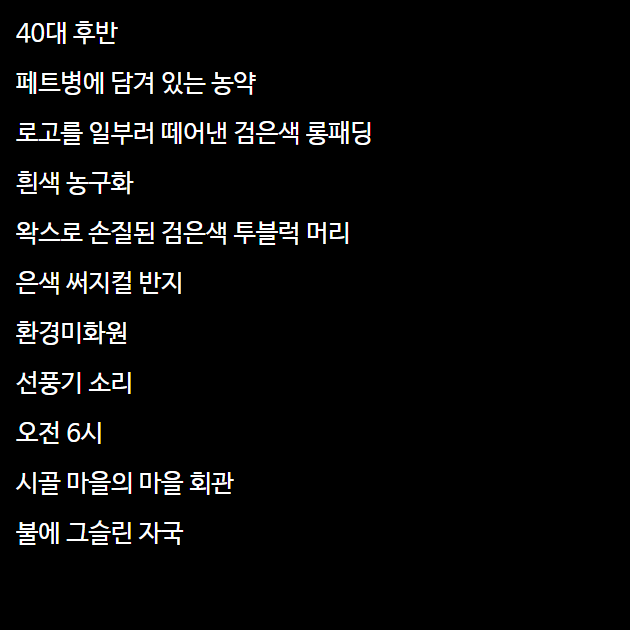 40대 후반
페트병에 담겨 있는 농약
로고를 일부러 떼어낸 검은색 롱패딩
흰색 농구화
왁스로 손질된 검은색 투블럭 머리
은색 써지컬 반지
환경미화원
선풍기 소리
오전 6시
시골 마을의 마을 회관
불에 그슬린 자국